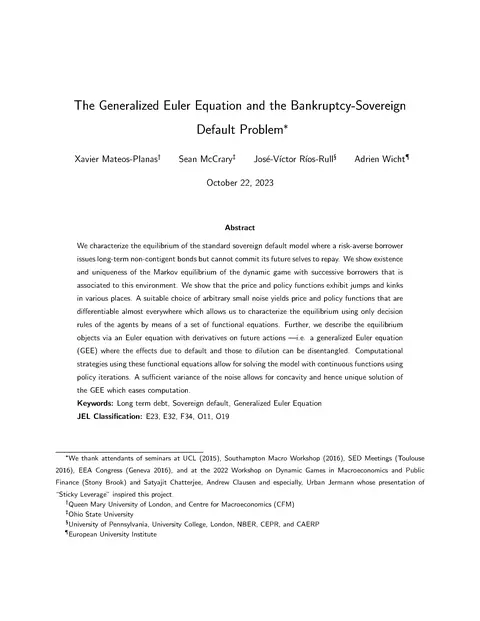 The Generalized Euler Equation and the Bankruptcy-Sovereign
Default Problem*
Xavier Mateos-Planas† Sean McCrary‡ José-Víctor Ríos-Rull§ Adrien Wicht¶
October 22, 2023
Abstract
We characterize the equilibrium of the standard sovereign default model where a risk-averse borrower
issues long-term non-contigent bonds but cannot commit its future selves to repay. We show existence
and uniqueness of the Markov equilibrium of the dynamic game with successive borrowers that is
associated to this environment. We show that the price and policy functions exhibit jumps and kinks
in various places. A suitable choice of arbitrary small noise yields price and policy functions that are
differentiable almost everywhere which allows us to characterize the equilibrium using only decision
rules of the agents by means of a set of functional equations. Further, we describe the equilibrium
objects via an Euler equation with derivatives on future actions —i.e. a generalized Euler equation
(GEE) where the effects due to default and those to dilution can be disentangled. Computational
strategies using these functional equations allow for solving the model with continuous functions using
policy iterations. A sufficient variance of the noise allows for concavity and hence unique solution of
the GEE which eases computation.
Keywords: Long term debt, Sovereign default, Generalized Euler Equation
JEL Classification: E23, E32, F34, O11, O19
*We thank attendants of seminars at UCL (2015), Southampton Macro Workshop (2016), SED Meetings (Toulouse
2016), EEA Congress (Geneva 2016), and at the 2022 Workshop on Dynamic Games in Macroeconomics and Public
Finance (Stony Brook) and Satyajit Chatterjee, Andrew Clausen and especially, Urban Jermann whose presentation of
"Sticky Leverage" inspired this project.
†Queen Mary University of London, and Centre for Macroeconomics (CFM)
‡Ohio State University
§University of Pennsylvania, University College, London, NBER, CEPR, and CAERP
¶European University Institute